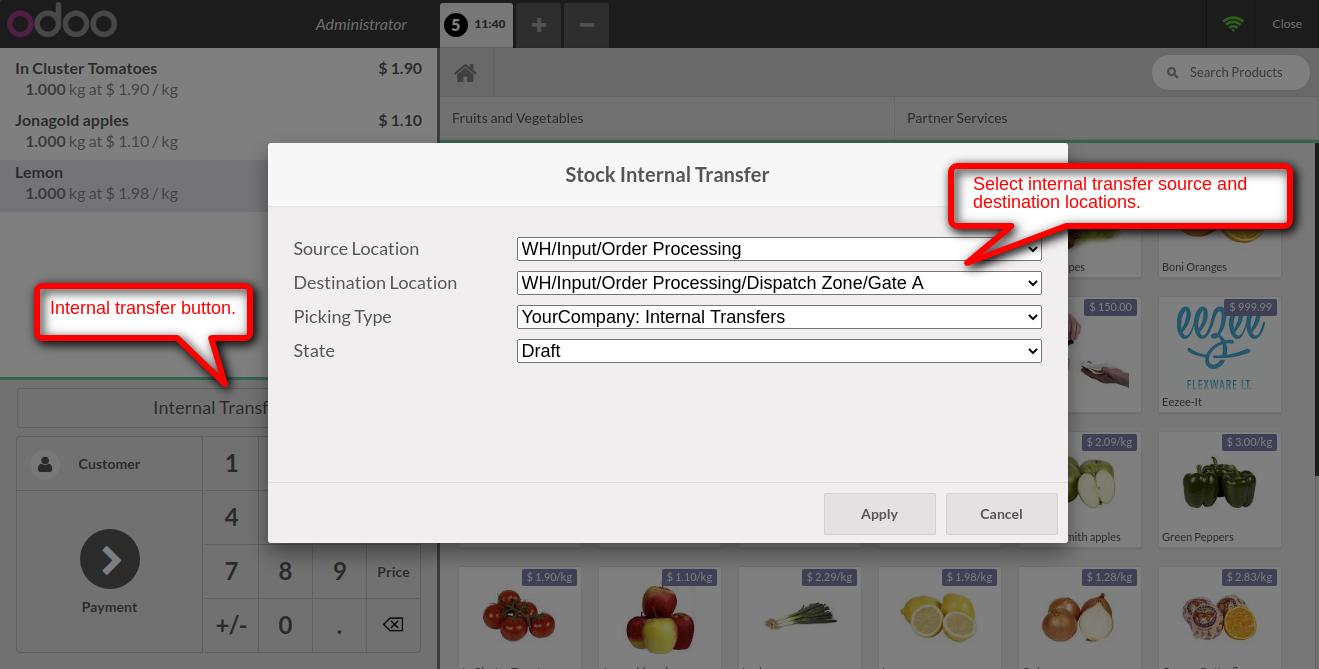 odoo
Administrator
5 11:40
+
−
Close
In Cluster Tomatoes $ 1.90
1.000 kg at $ 1.90 / kg
Jonagold apples $ 1.10
1.000 kg at $ 1.10 / kg
Lemon
1.000 kg at $ 1.98 / kg
Search Products
Fruits and Vegetables
Partner Services
Stock Internal Transfer
Select internal transfer source and
destination locations.
Source Location WH/Input/Order Processing
Destination Location WH/Input/Order Processing/Dispatch Zone/Gate A
Picking Type YourCompany: Internal Transfers
State Draft
Apply
Cancel
Internal transfer button.
Internal Transf
Customer
Payment
1
4
7 8 9 Price
+/- 0 .
pes
Boni Oranges
$ 150.00
$ 999.99
eezee
FLEXWARE I.T.
Eezee-It
$ 2.09/kg
$ 3.00/kg
mith apples
Green Peppers
$ 1.90/kg
$ 1.10/kg
$ 2.29/kg
$ 1.98/kg
$ 1.28/kg
$ 2.83/kg